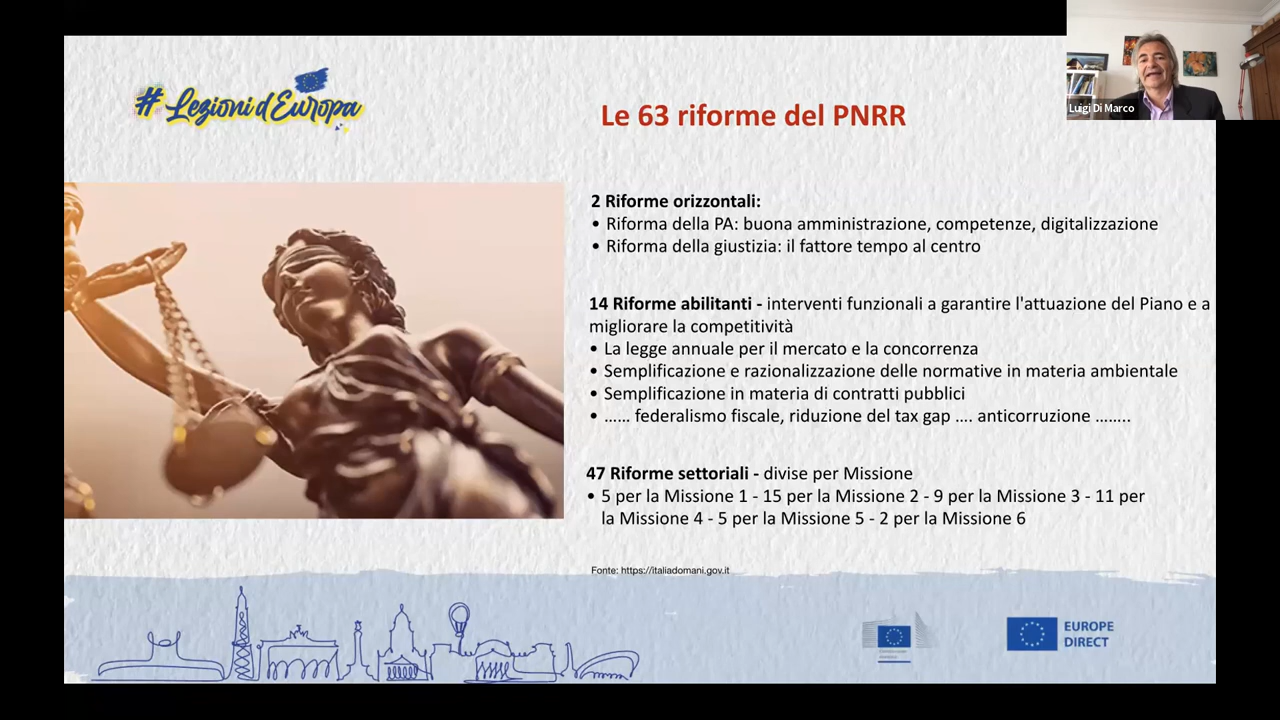 # Lezioni d'Europa
Luigi Di Marco
Le 63 riforme del PNRR
2 Riforme orizzontali:
• Riforma della PA: buona amministrazione, competenze, digitalizzazione
• Riforma della giustizia: il fattore tempo al centro
14 Riforme abilitanti - interventi funzionali a garantire l'attuazione del Piano e a
migliorare la competitività
• La legge annuale per il mercato e la concorrenza
• Semplificazione e razionalizzazione delle normative in materia ambientale
• Semplificazione in materia di contratti pubblici
• …… federalismo fiscale, riduzione del tax gap …. anticorruzione ……..
47 Riforme settoriali - divise per Missione
• 5 per la Missione 1 - 15 per la Missione 2 - 9 per la Missione 3 - 11 per
la Missione 4 - 5 per la Missione 5 - 2 per la Missione 6
Fonte: https://italiadomani.gov.it
EUROPE
DIRECT